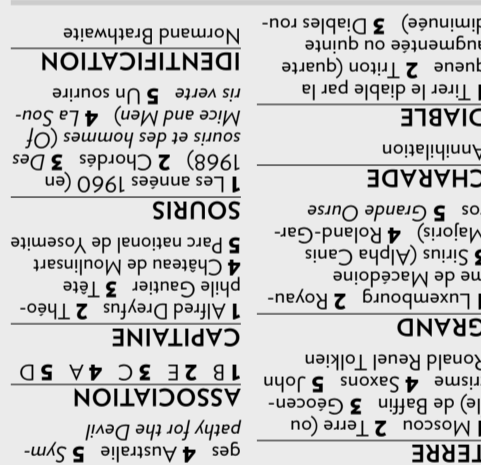 TERRE
1 Moscou 2 Terre (ou
le) de Baffin 3 Géocen-
risme 4 Saxons 5 John
Ronald Reuel Tolkien
GRAND
1 Luxembourg 2 Royau-
me de Macédoine
3 Sirius (Alpha Canis
Majoris) 4 Roland-Gar-
ros 5 Grande Ourse
CHARADE
Annihilation
DIABLE
1 Tirer le diable par la
queue 2 Triton (quarte
augmentée ou quinte
diminuée) 3 Diables rou-
ges 4 Australie 5 Sym-
pathy for the Devil
ASSOCIATION
1 B 2 E 3 C 4 A 5 D
CAPITAINE
1 Alfred Dreyfus 2 Théo-
phile Gautier 3 Tête
4 Château de Moulinsart
5 Parc national de Yosemite
SOURIS
1 Les années 1960 (en
1968) 2 Chordés 3 Des
souris et des hommes (Of
Mice and Men) 4 La Sou-
ris verte 5 Un sourire
IDENTIFICATION
Normand Brathwaite